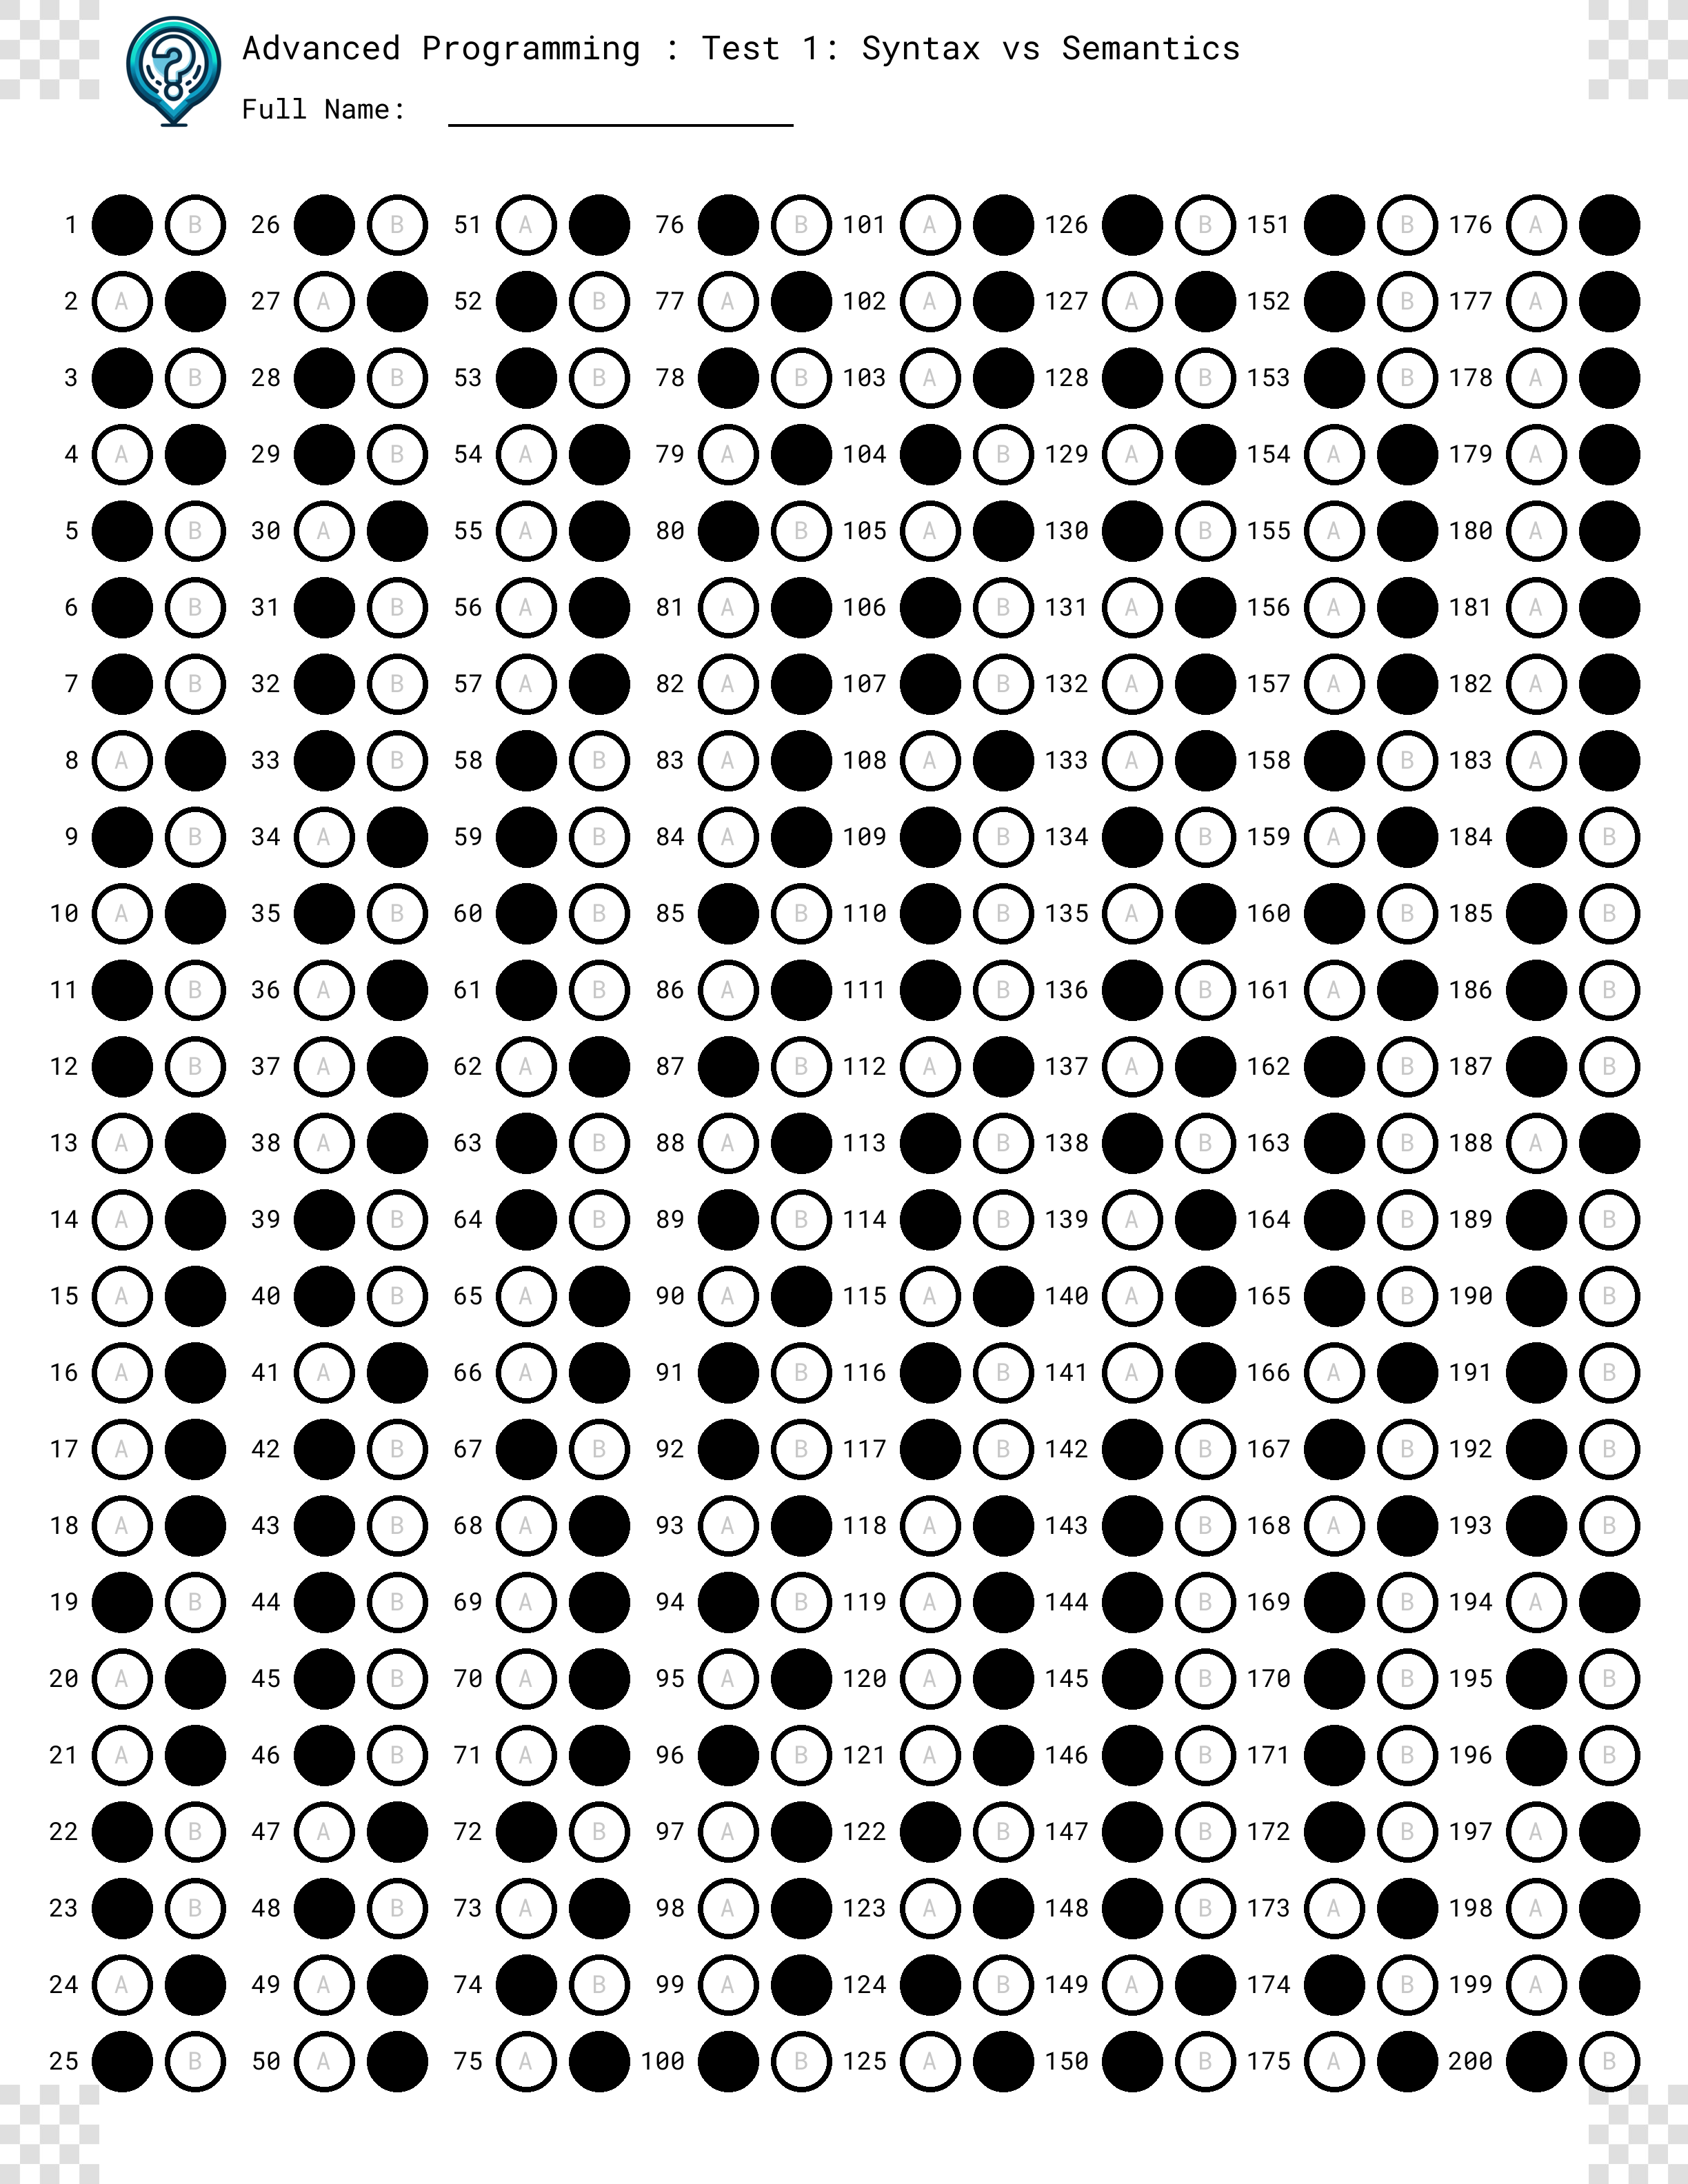 Advanced Programming : Test 1: Syntax vs Semantics
Full Name:
1 B 26 B 51 A 76 B 101 A 126 B 151 B 176 A
2 A 27 A 52 B 77 A 102 A 127 A 152 B 177 A
3 B 28 B 53 B 78 B 103 A 128 B 153 B 178 A
4 A 29 B 54 A 79 A 104 B 129 A 154 A 179 A
5 B 30 A 55 A 80 B 105 A 130 B 155 A 180 A
6 B 31 B 56 A 81 A 106 B 131 A 156 A 181 A
7 B 32 B 57 A 82 A 107 B 132 A 157 A 182 A
8 A 33 B 58 B 83 A 108 A 133 A 158 B 183 A
9 B 34 A 59 B 84 A 109 B 134 B 159 A 184 B
10 A 35 B 60 B 85 B 110 B 135 A 160 B 185 B
11 B 36 A 61 B 86 A 111 B 136 B 161 A 186 B
12 B 37 A 62 A 87 B 112 A 137 A 162 B 187 B
13 A 38 A 63 B 88 A 113 B 138 B 163 B 188 A
14 A 39 B 64 B 89 B 114 B 139 A 164 B 189 B
15 A 40 B 65 A 90 A 115 A 140 A 165 B 190 B
16 A 41 A 66 A 91 B 116 B 141 A 166 A 191 B
17 A 42 B 67 B 92 B 117 B 142 B 167 B 192 B
18 A 43 B 68 A 93 A 118 A 143 B 168 A 193 B
19 B 44 B 69 A 94 B 119 A 144 B 169 B 194 A
20 A 45 B 70 A 95 A 120 A 145 B 170 B 195 B
21 A 46 B 71 A 96 B 121 A 146 B 171 B 196 B
22 B 47 A 72 B 97 A 122 B 147 B 172 B 197 A
23 B 48 B 73 A 98 A 123 A 148 B 173 A 198 A
24 A 49 A 74 B 99 A 124 B 149 A 174 B 199 A
25 B 50 A 75 A 100 B 125 A 150 B 175 A 200 B